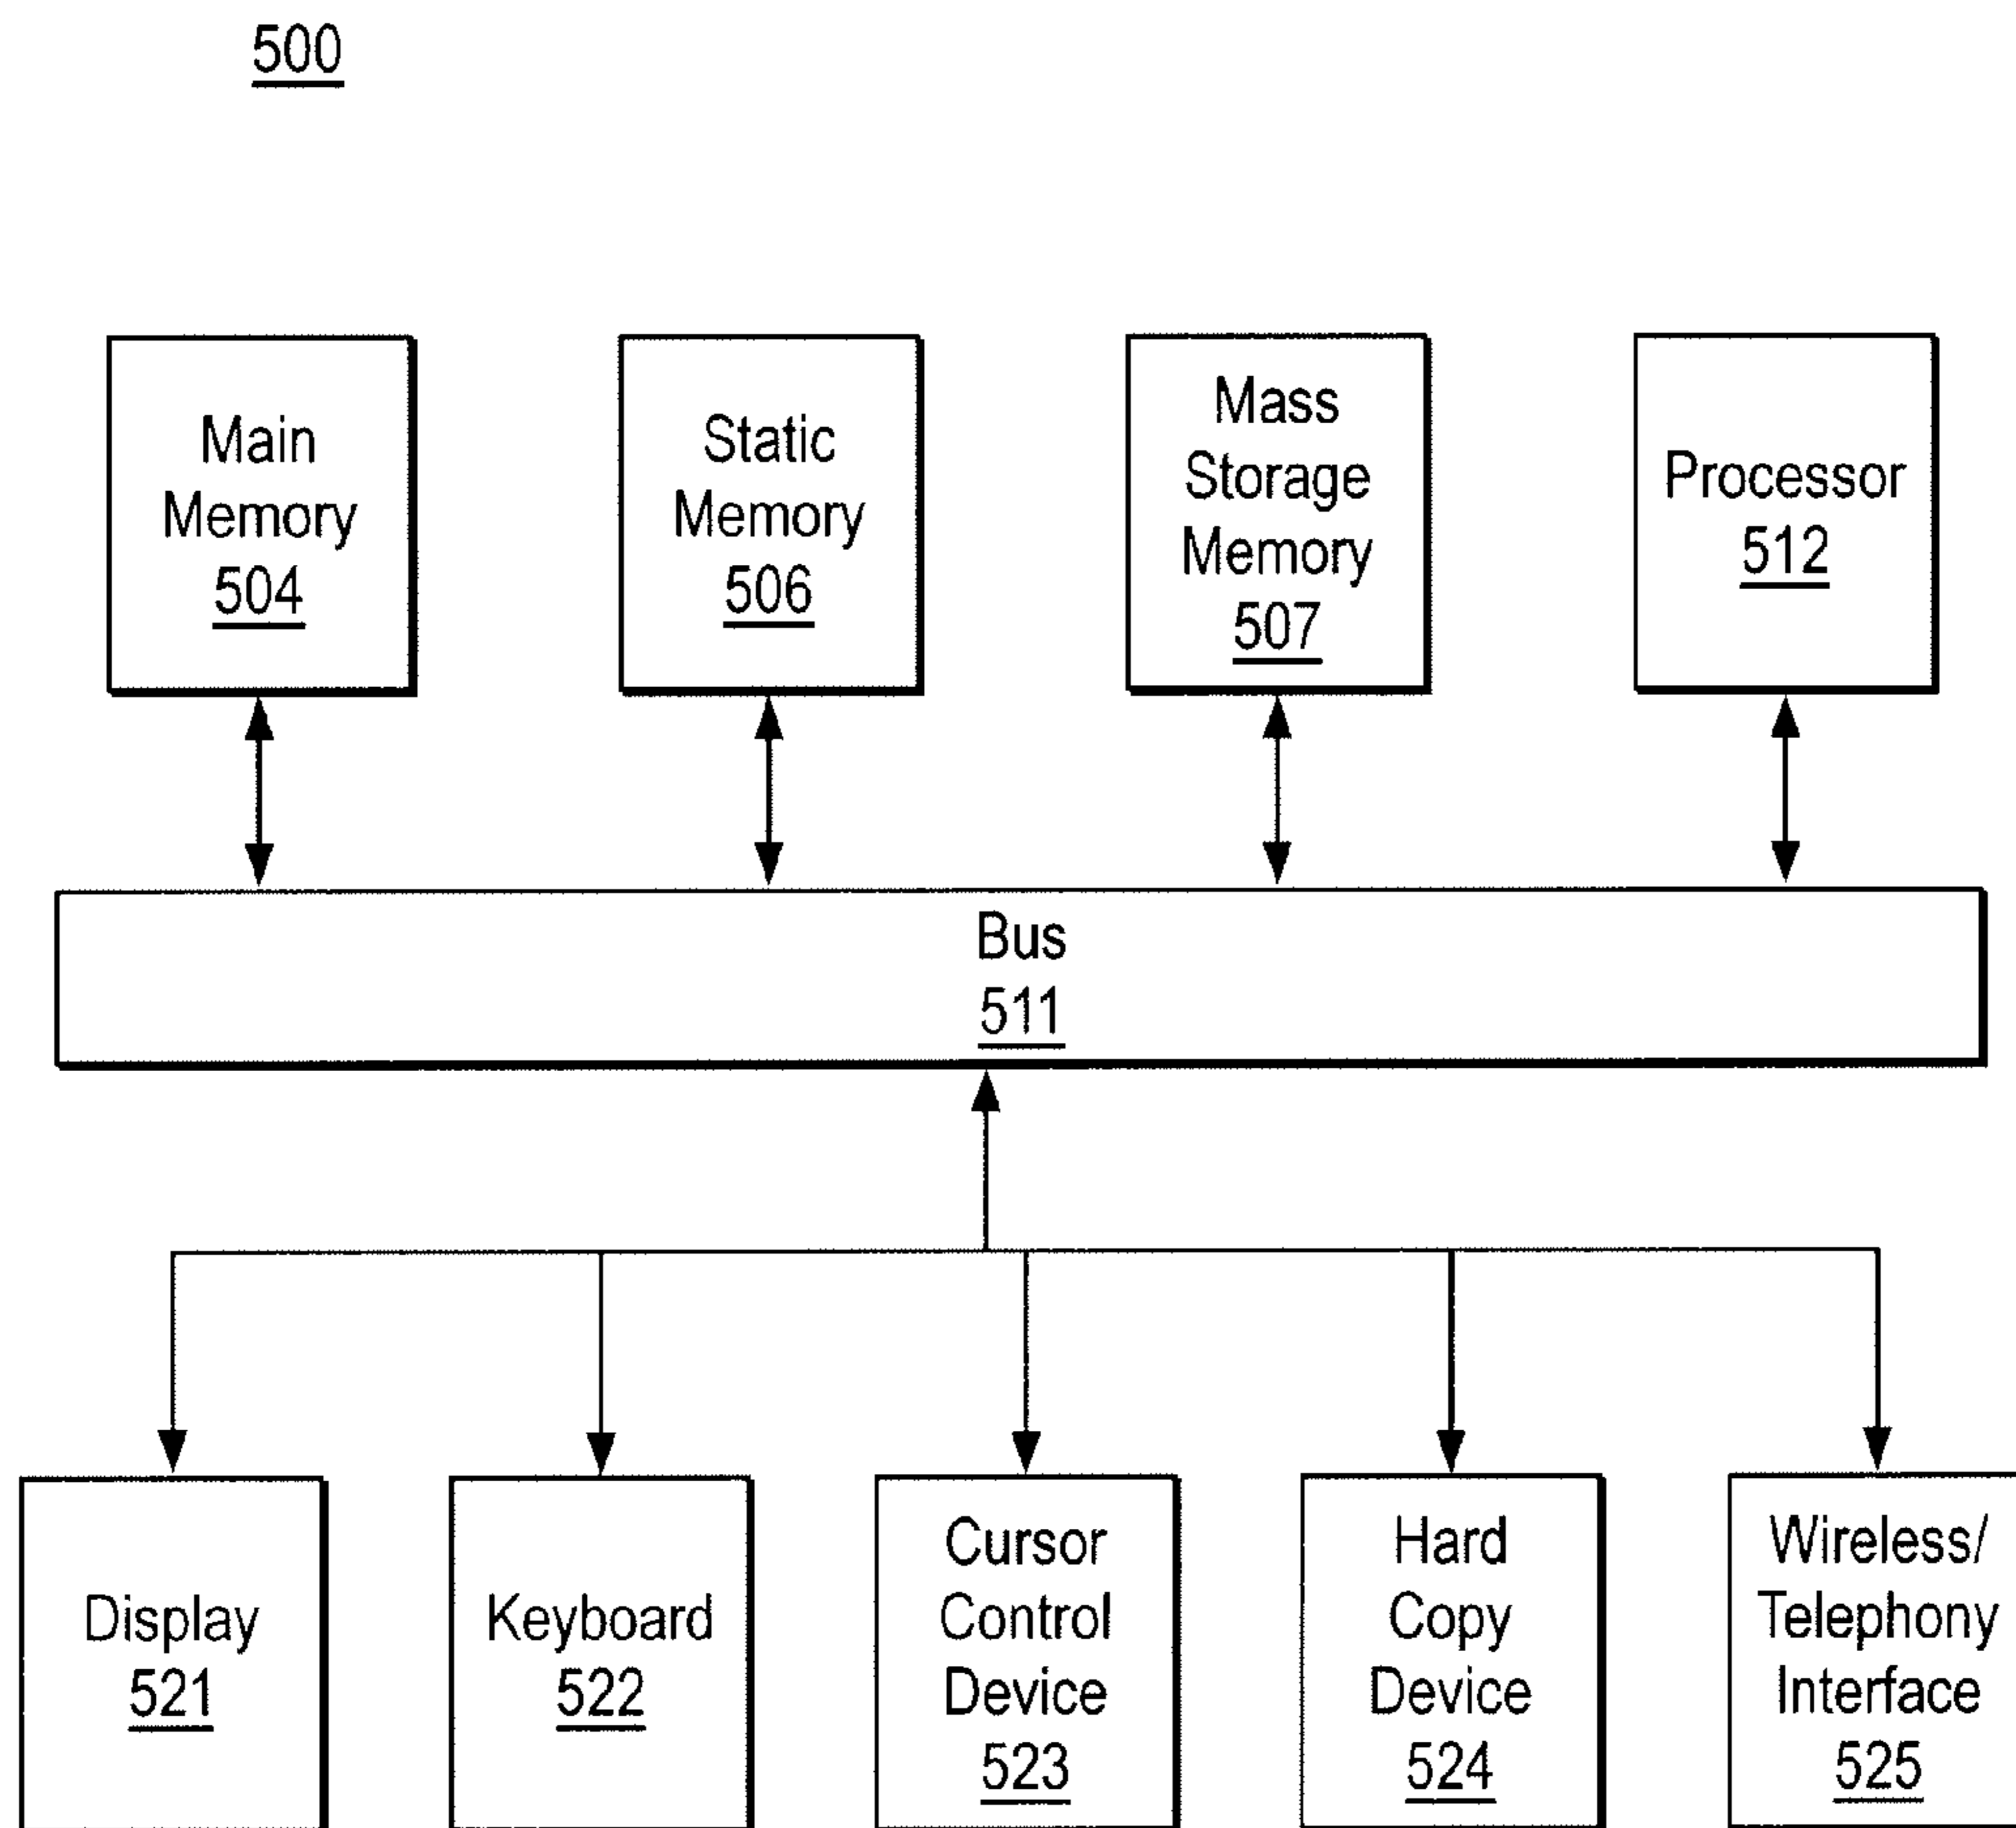 500
Main
Memory
504
Static
Memory
506
Mass
Storage
Memory
507
Processor
512
Bus
511
Display
521
Keyboard
522
Cursor
Control
Device
523
Hard
Copy
Device
524
Wireless/
Telephony
Interface
525